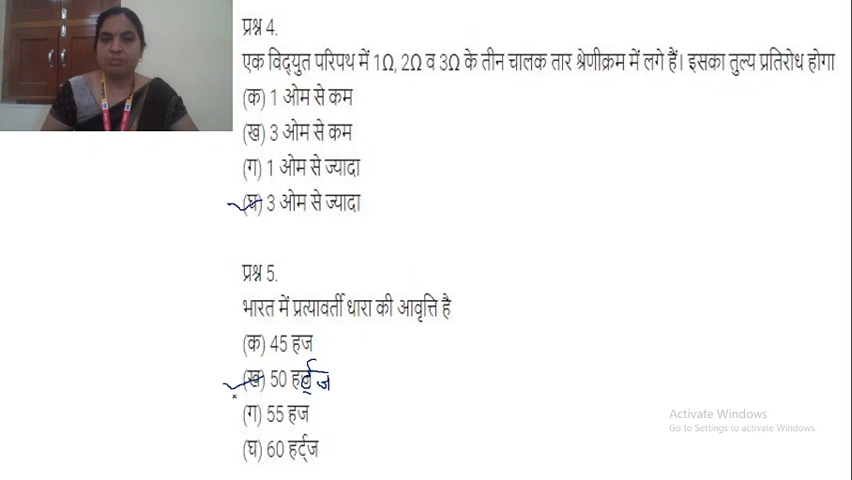 प्रश्न 4.
एक विद्युत परिपथ में 1Ω, 2Ω व 3Ω के तीन चालक तार श्रेणीक्रम में लगे हैं। इसका तुल्य प्रतिरोध होगा
(क) 1 ओम से कम
(ख) 3 ओम से कम
(ग) 1 ओम से ज्यादा
(घ) 3 ओम से ज्यादा
प्रश्न 5.
भारत में प्रत्यावर्ती धारा की आवृत्ति है
(क) 45 हज
(ख) 50 हर्ट्ज
(ग) 55 हज
(घ) 60 हर्ट्ज
Activate Windows
Go to Settings to activate Windows.